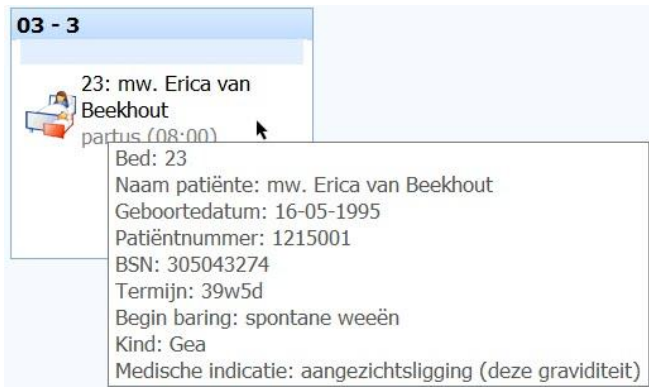 03 - 3
23: mw. Erica van
Beekhout
partus (08:00)
Bed: 23
Naam patiënte: mw. Erica van Beekhout
Geboortedatum: 16-05-1995
Patiëntnummer: 1215001
BSN: 305043274
Termijn: 39w5d
Begin baring: spontane weeën
Kind: Gea
Medische indicatie: aangezichtsligging (deze graviditeit)